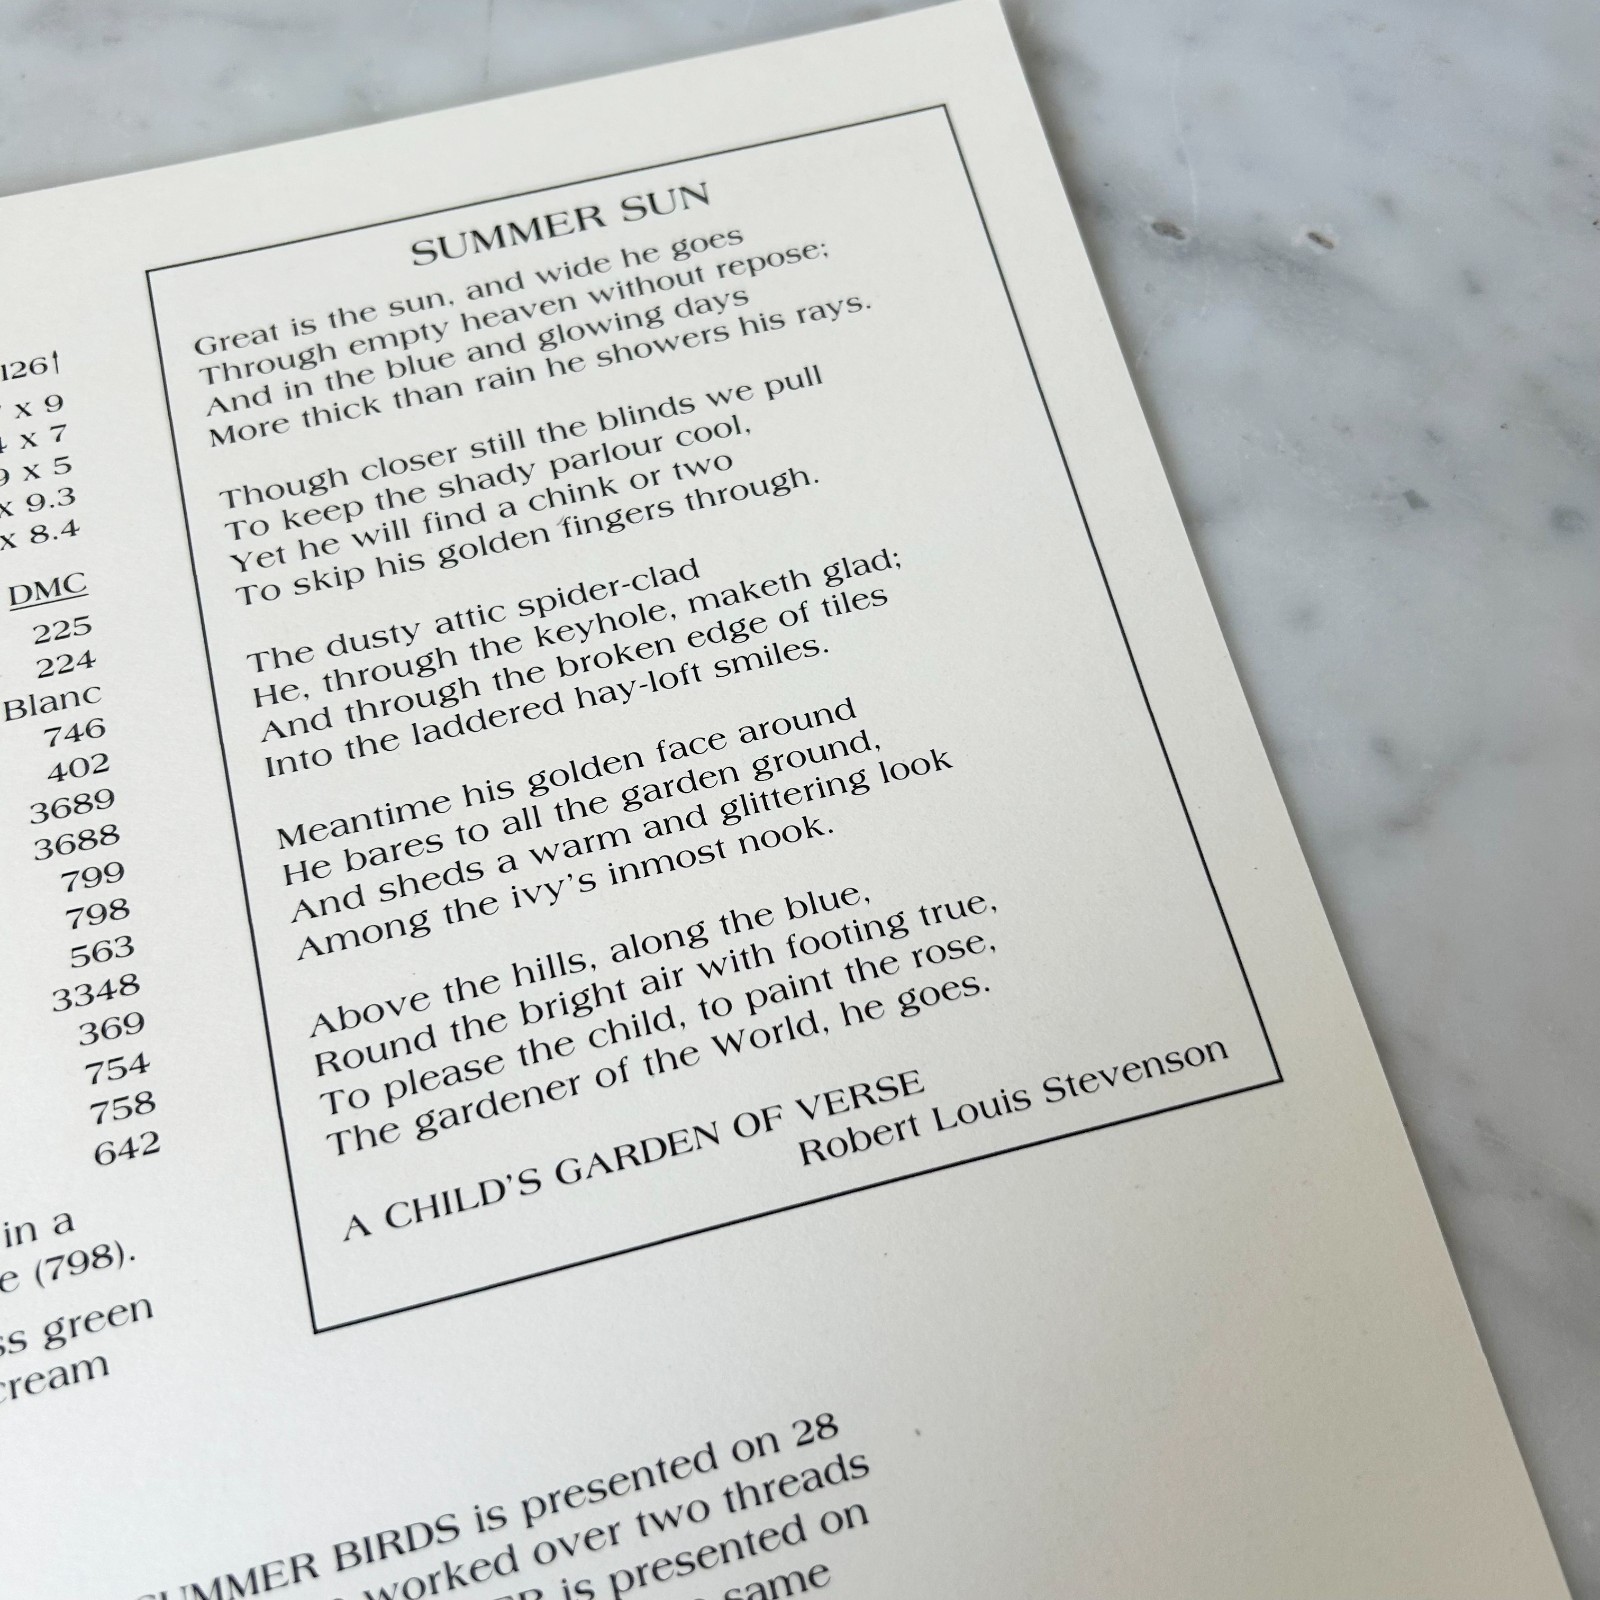 126†
x 9
x 7
x 5
x 9.3
x 8.4
DMC
225
224
Blanc
746
402
3689
3688
799
798
563
3348
369
754
758
642
in a
(798).
green
cream
SUMMER SUN
Great is the sun, and wide he goes
Through empty heaven without repose;
And in the blue and glowing days
More thick than rain he showers his rays.
Though closer still the blinds we pull
To keep the shady parlour cool,
Yet he will find a chink or two
To skip his golden fingers through.
The dusty attic spider-clad
He, through the keyhole, maketh glad;
And through the broken edge of tiles
Into the laddered hay-loft smiles.
Meantime his golden face around
He bares to all the garden ground,
And sheds a warm and glittering look
Among the ivy's inmost nook.
Above the hills, along the blue,
Round the bright air with footing true,
To please the child, to paint the rose,
The gardener of the World, he goes.
A CHILD'S GARDEN OF VERSE
Robert Louis Stevenson
SUMMER BIRDS is presented on 28
worked over two threads
is presented on
same